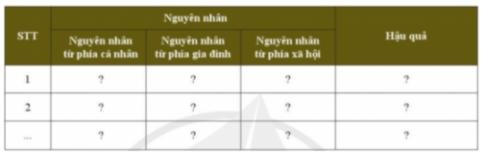 STT
Nguyên nhân
Hậu quả
Nguyên nhân
từ phía cá nhân
Nguyên nhân
từ phía gia đình
Nguyên nhân
từ phía xã hội
1
?
?
?
?
2
?
?
?
?
...
?
?
?
?